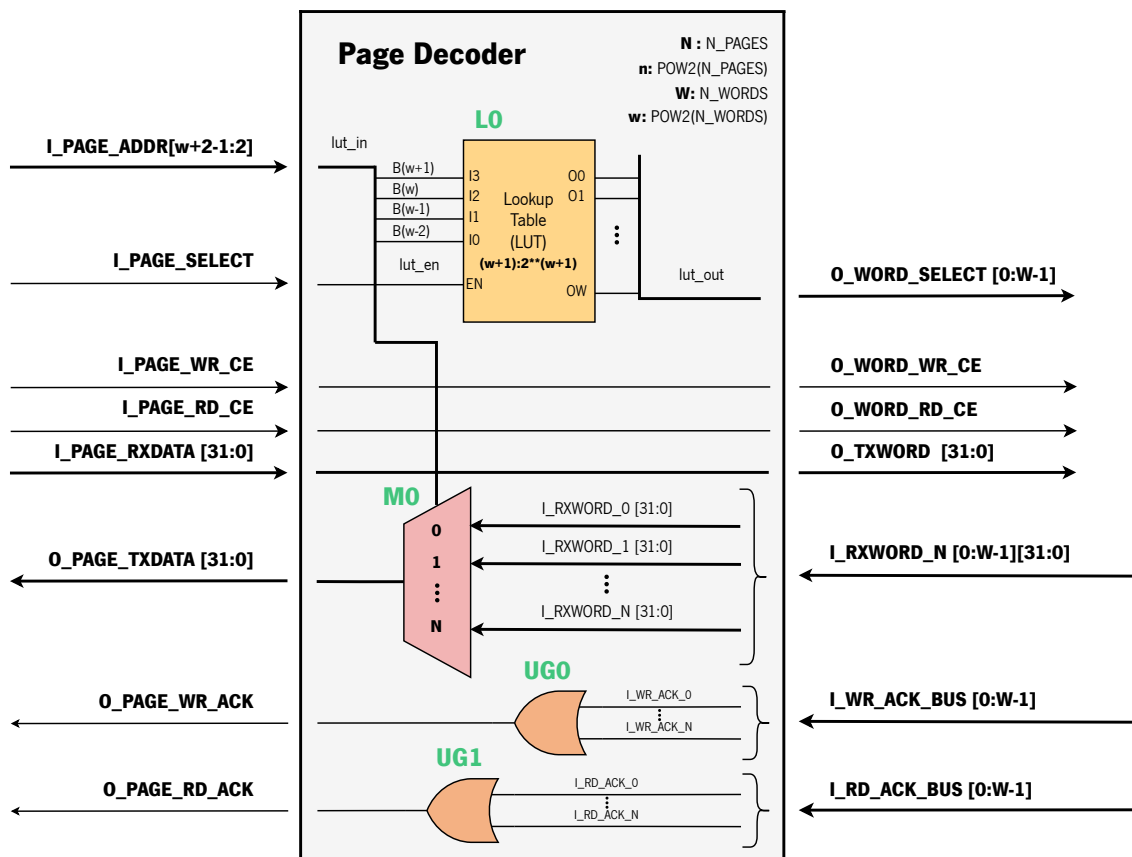 Page Decoder
N : N_PAGES
n: POW2(N_PAGES)
W: N_WORDS
w: POW2(N_WORDS)
L0
I_PAGE_ADDR[w+2-1:2]
lut_in
B(w+1)
B(w)
B(w-1)
B(w-2)
I3
I2
I1
I0
EN
Lookup
Table
(LUT)
(w+1):2**(w+1)
O0
O1
OW
I_PAGE_SELECT
lut_en
lut_out
O_WORD_SELECT [0:W-1]
I_PAGE_WR_CE
O_WORD_WR_CE
I_PAGE_RD_CE
O_WORD_RD_CE
I_PAGE_RXDATA [31:0]
O_TXWORD [31:0]
M0
0
1
N
I_RXWORD_0 [31:0]
I_RXWORD_1 [31:0]
I_RXWORD_N [31:0]
O_PAGE_TXDATA [31:0]
I_RXWORD_N [0:W-1][31:0]
UG0
I_WR_ACK_0
I_WR_ACK_N
O_PAGE_WR_ACK
I_WR_ACK_BUS [0:W-1]
UG1
I_RD_ACK_0
I_RD_ACK_N
O_PAGE_RD_ACK
I_RD_ACK_BUS [0:W-1]